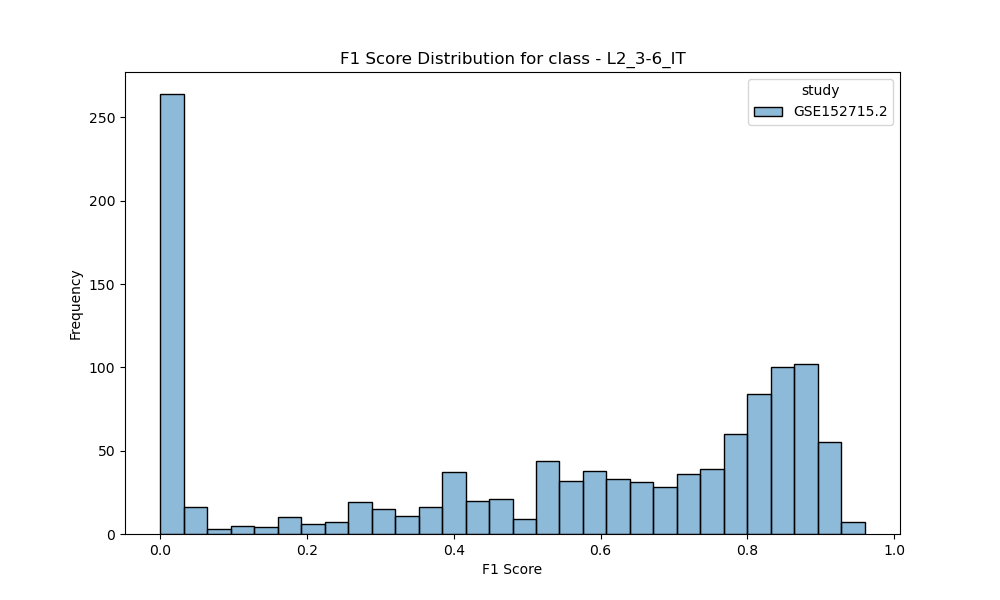 F1 Score Distribution for class - L2_3-6_IT
study
GSE152715.2
Frequency
250
200
150
100
50
0
0.0 0.2 0.4 0.6 0.8 1.0
F1 Score